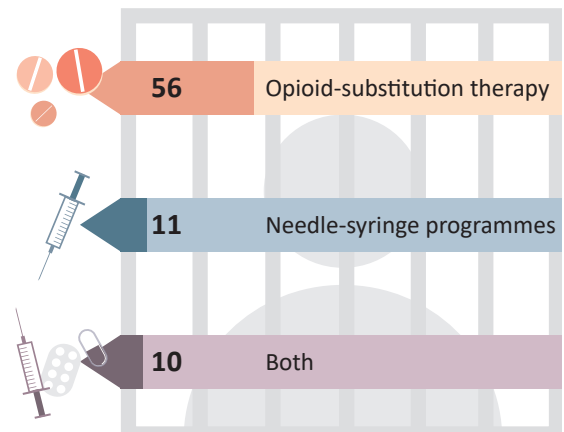 56 Opioid-substitution therapy
11 Needle-syringe programmes
10 Both